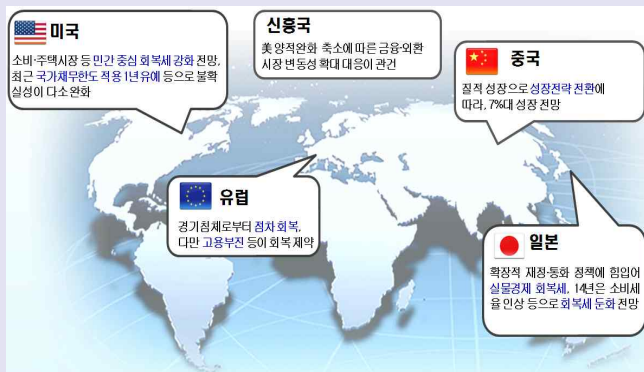 미국
소비·주택시장 등 민간 중심 회복세 강화 전망,
최근 국가채무한도 적용 1년 유예 등으로 불확
실성이 다소 완화
신흥국
美 양적완화 축소에 따른 금융·외환
시장 변동성 확대 대응이 관건
중국
질적 성장으로 성장전략 전환에
따라, 7%대 성장 전망
유럽
경기침체로부터 점차 회복,
다만 고용부진 등이 회복 제약
일본
확장적 재정·통화 정책에 힘입어
실물경제 회복세, 14년은 소비세
율 인상 등으로 회복세 둔화 전망